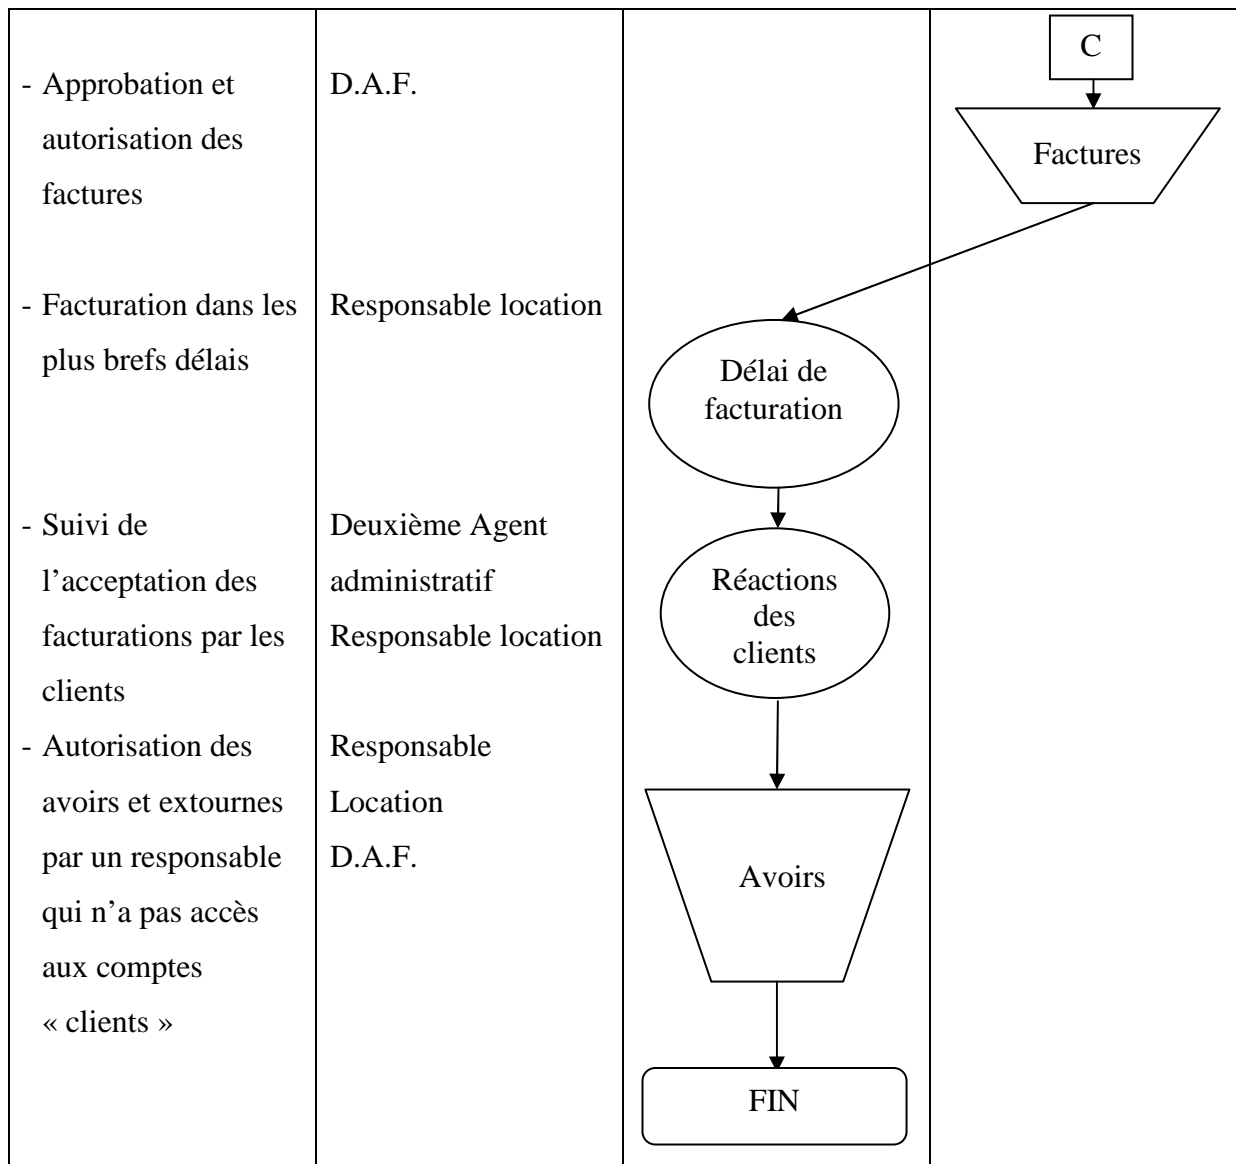 - Approbation et
autorisation des
factures
D.A.F.
C
Factures
- Facturation dans les
plus brefs délais
Responsable location
Délai de
facturation
- Suivi de
l’acceptation des
facturations par les
clients
Deuxième Agent
administratif
Responsable location
Réactions
des
clients
- Autorisation des
avoirs et extournes
par un responsable
qui n’a pas accès
aux comptes
« clients »
Responsable
Location
D.A.F.
Avoirs
FIN